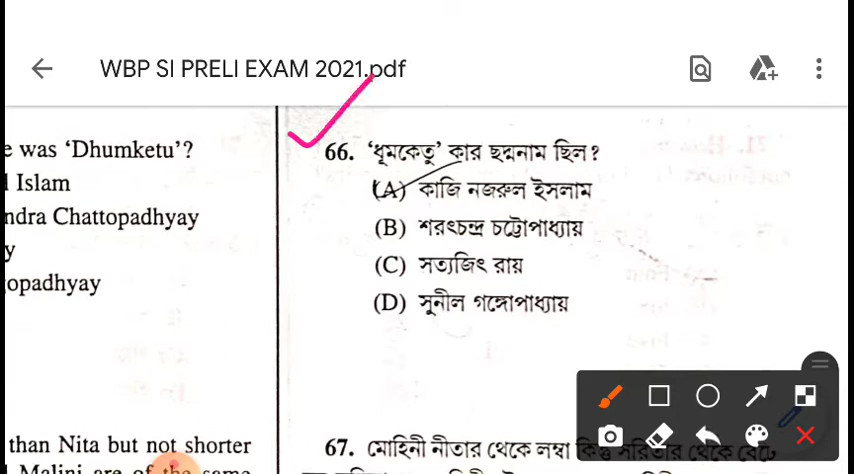 WBP SI PRELI EXAM 2021.pdf
e was ‘Dhumketu’?
Islam
ndra Chattopadhyay
y
opadhyay
than Nita but not shorter
Malini are of the same
66. ‘ধূমকেতু’ কার ছদ্মনাম ছিল?
(A) কাজি নজরুল ইসলাম
(B) শরৎচন্দ্র চট্টোপাধ্যায়
(C) সত্যজিৎ রায়
(D) সুনীল গঙ্গোপাধ্যায়
67. মোহিনী নীতার থেকে লম্বা কিন্তু সরিতার থেকে বেঁটে